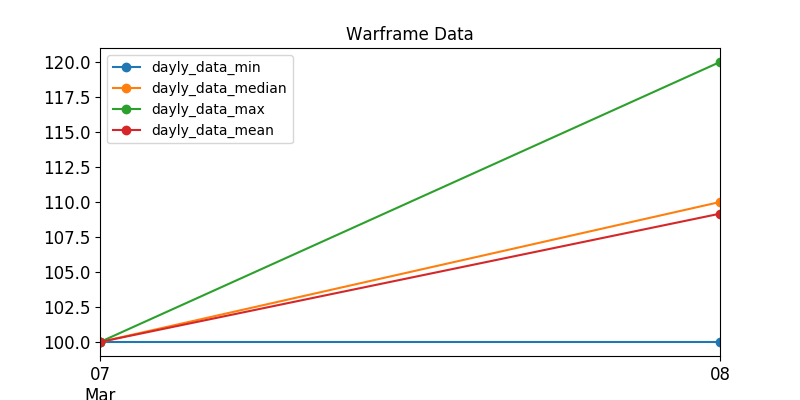 Warframe Data
dayly_data_min
dayly_data_median
dayly_data_max
dayly_data_mean
120.0
117.5
115.0
112.5
110.0
107.5
105.0
102.5
100.0
07 08
Mar